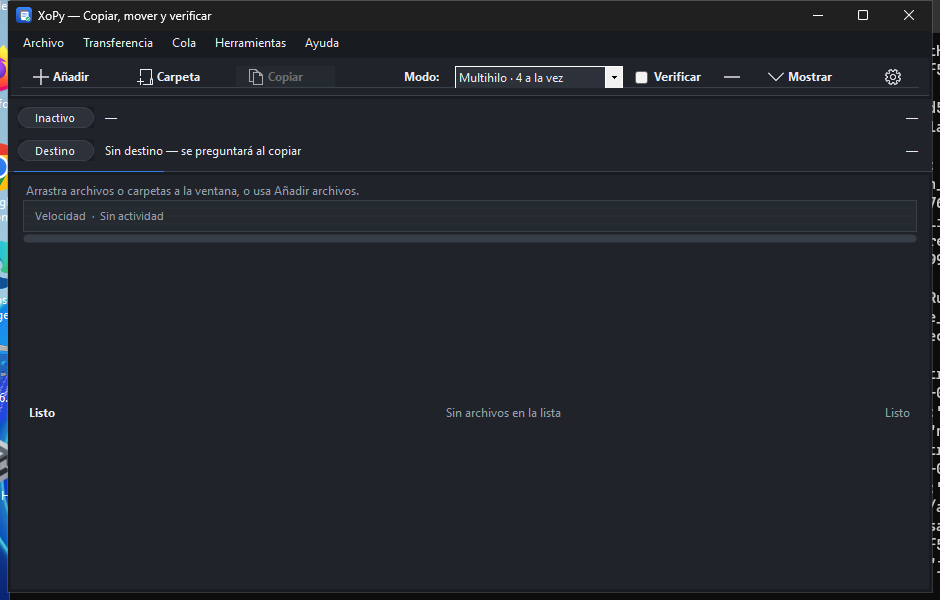 XoPy — Copiar, mover y verificar
Archivo Transferencia Cola Herramientas Ayuda
Añadir Carpeta Copiar Modo: Multihilo · 4 a la vez Verificar — Mostrar
Inactivo — —
Destino Sin destino — se preguntará al copiar —
Arrastra archivos o carpetas a la ventana, o usa Añadir archivos.
Velocidad · Sin actividad
Listo Sin archivos en la lista Listo